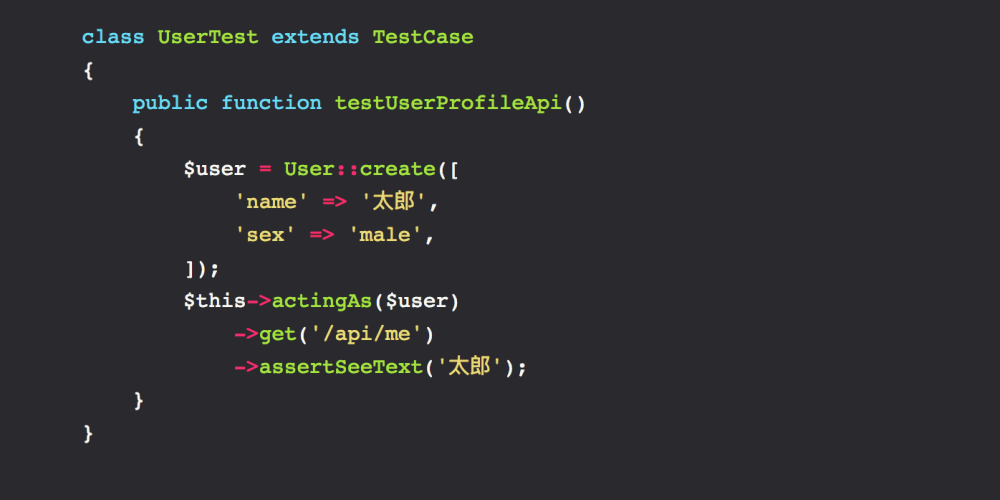 class UserTest extends TestCase
{
    public function testUserProfileApi()
    {
        $user = User::create([
            'name' => '太郎',
            'sex' => 'male',
        ]);
        $this->actingAs($user)
            ->get('/api/me')
            ->assertSeeText('太郎');
    }
}